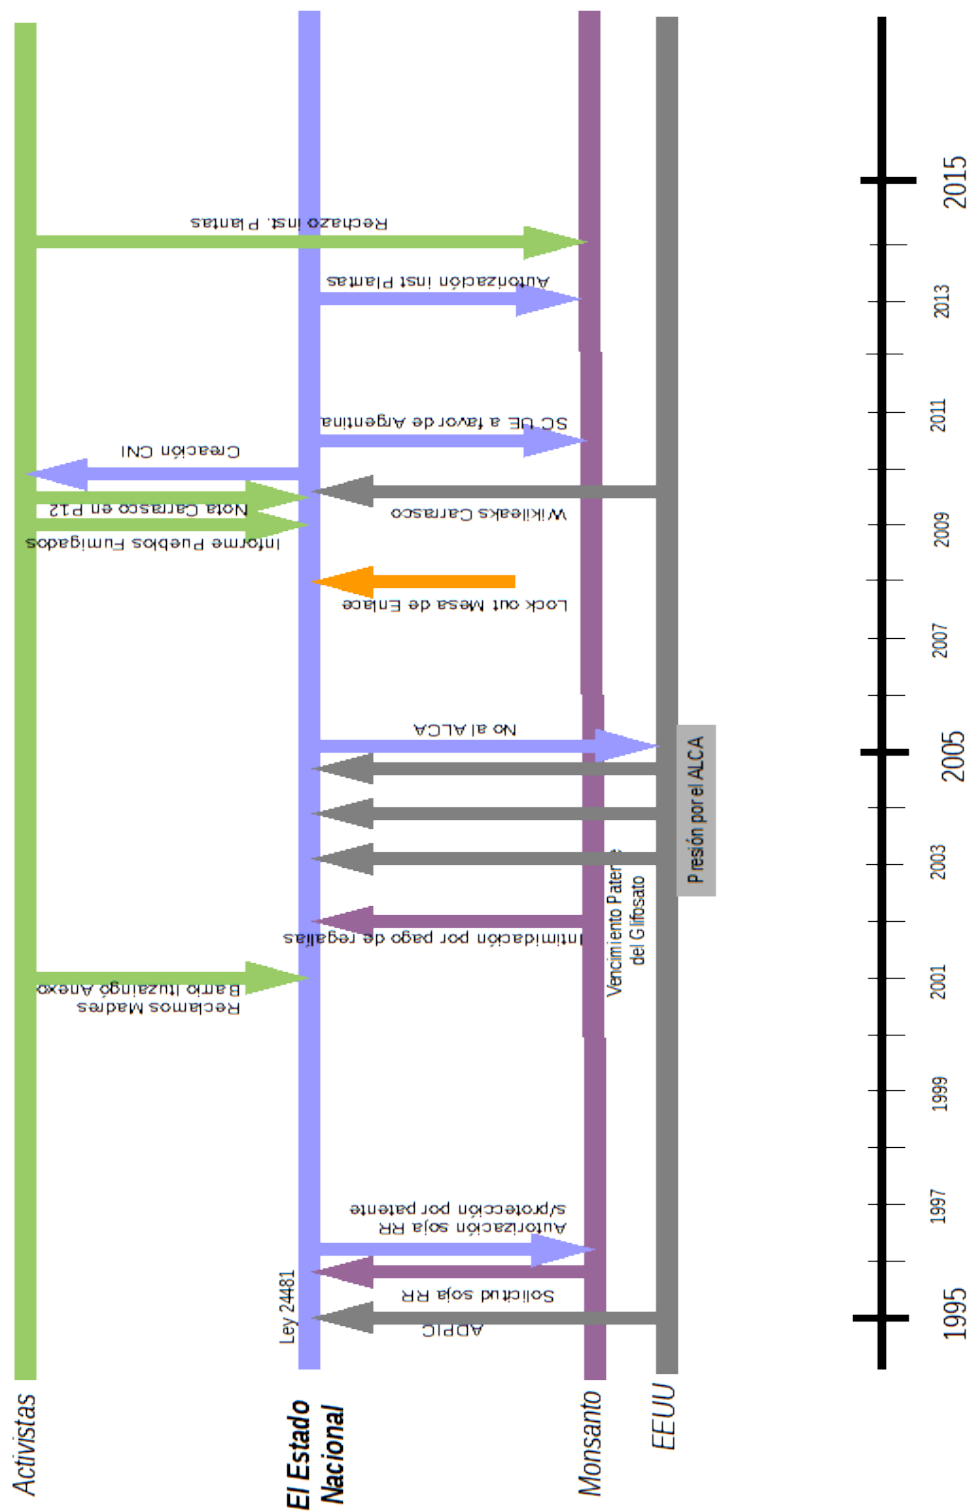 Activistas
El Estado
Nacional
Monsanto
EEUU
Ley 24481
ADPIC
Solicitud soja RR
Autorización soja RR
s/protección por patente
Reclamos Madres
Barrio Ituzaingó Anexo
Intimidación por pago de regalías
Vencimiento Patente
del Glifosato
Presión por el ALCA
No al ALCA
Lock out Mesa de Enlace
Informe Pueblos Fumigados
Nota Carrasco en P12
Wikileaks Carrasco
Creación CNI
SC UE a favor de Argentina
Autorización inst Plantas
Rechazo inst. Plantas
1995
1997
1999
2001
2003
2005
2007
2009
2011
2013
2015